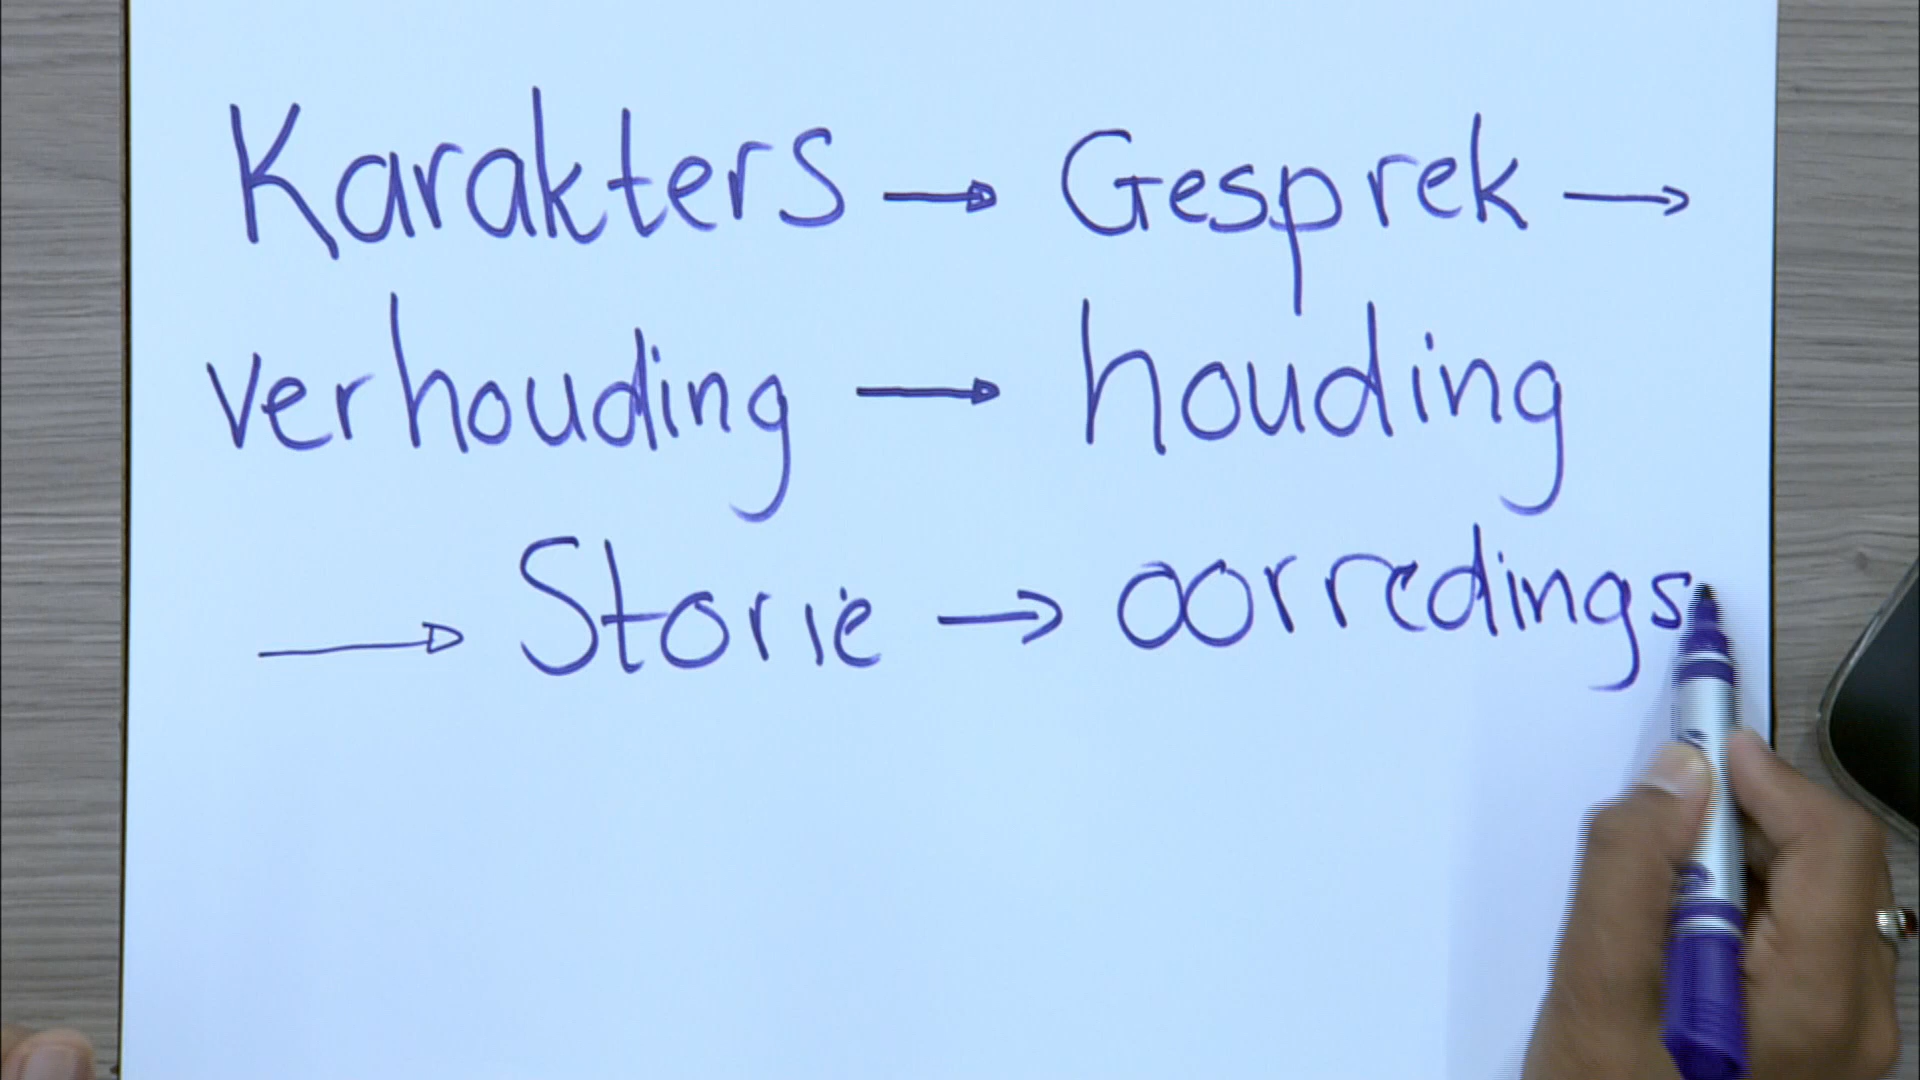 Karakters → Gesprek →
verhouding → houding
→ Storie → oorredings